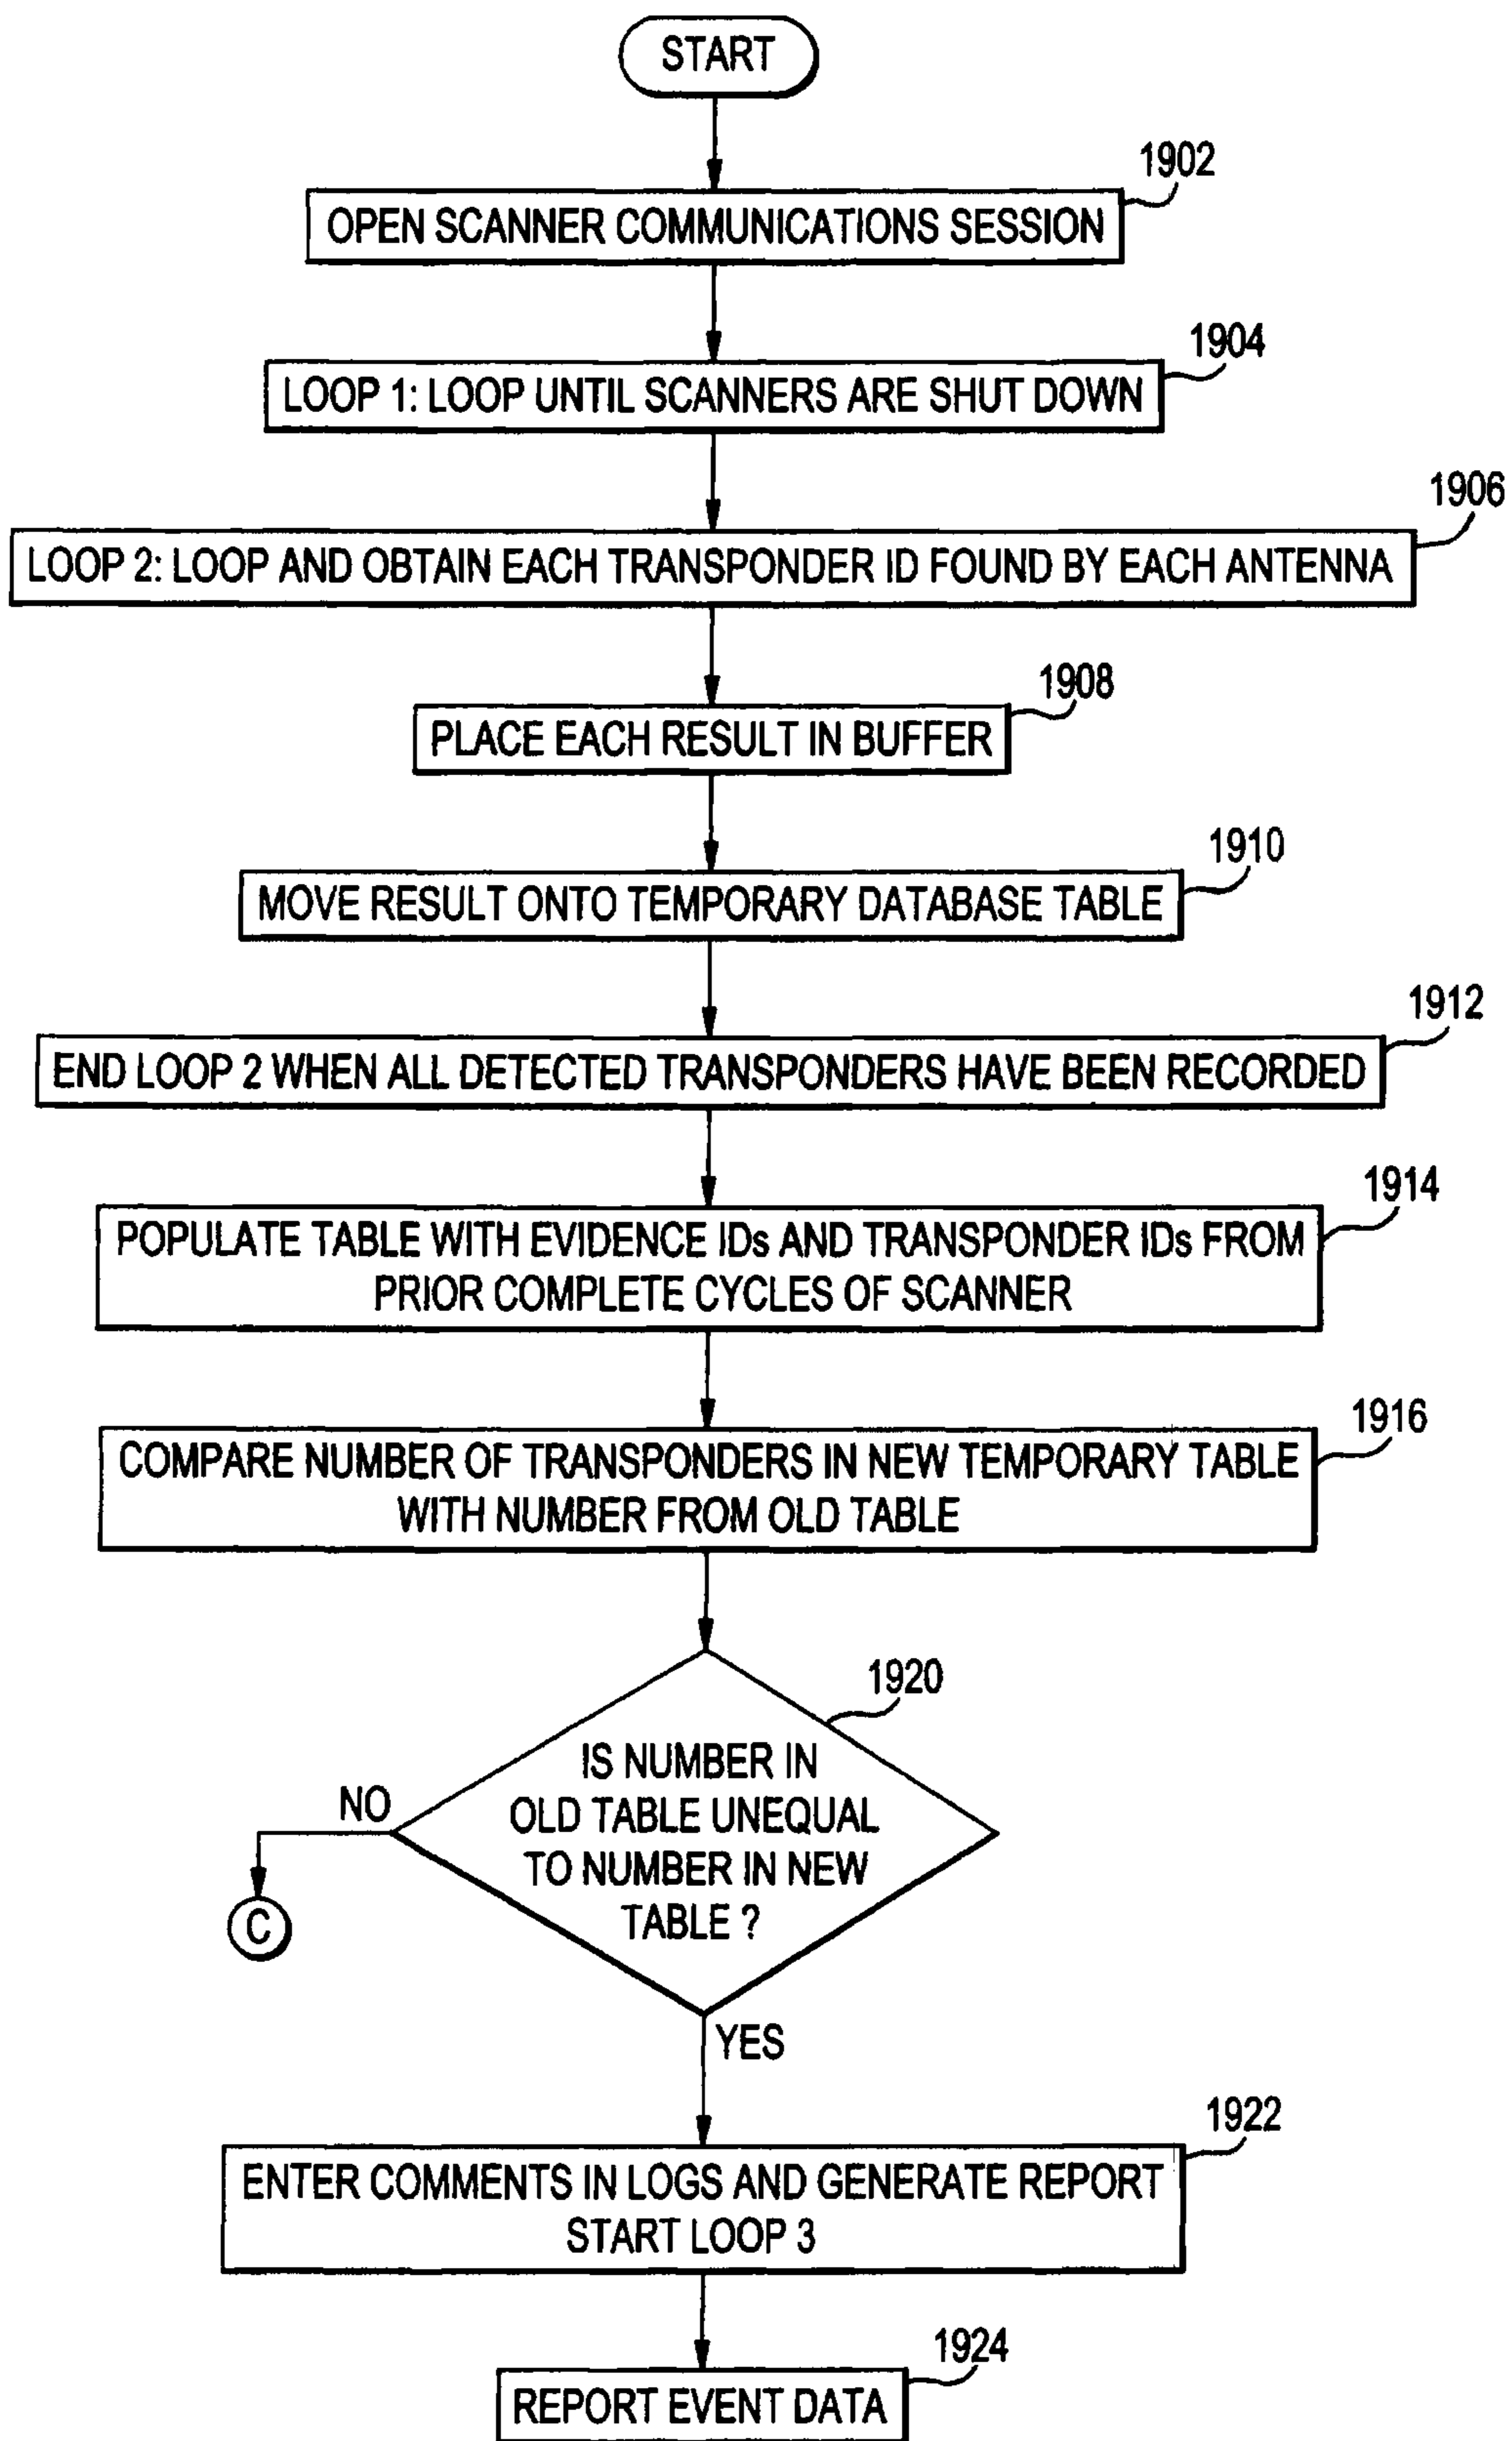 START
1902
OPEN SCANNER COMMUNICATIONS SESSION
1904
LOOP 1: LOOP UNTIL SCANNERS ARE SHUT DOWN
1906
LOOP 2: LOOP AND OBTAIN EACH TRANSPONDER ID FOUND BY EACH ANTENNA
1908
PLACE EACH RESULT IN BUFFER
1910
MOVE RESULT ONTO TEMPORARY DATABASE TABLE
1912
END LOOP 2 WHEN ALL DETECTED TRANSPONDERS HAVE BEEN RECORDED
1914
POPULATE TABLE WITH EVIDENCE IDs AND TRANSPONDER IDs FROM
PRIOR COMPLETE CYCLES OF SCANNER
1916
COMPARE NUMBER OF TRANSPONDERS IN NEW TEMPORARY TABLE
WITH NUMBER FROM OLD TABLE
1920
IS NUMBER IN
OLD TABLE UNEQUAL
TO NUMBER IN NEW
TABLE ?
NO
C
YES
1922
ENTER COMMENTS IN LOGS AND GENERATE REPORT
START LOOP 3
1924
REPORT EVENT DATA